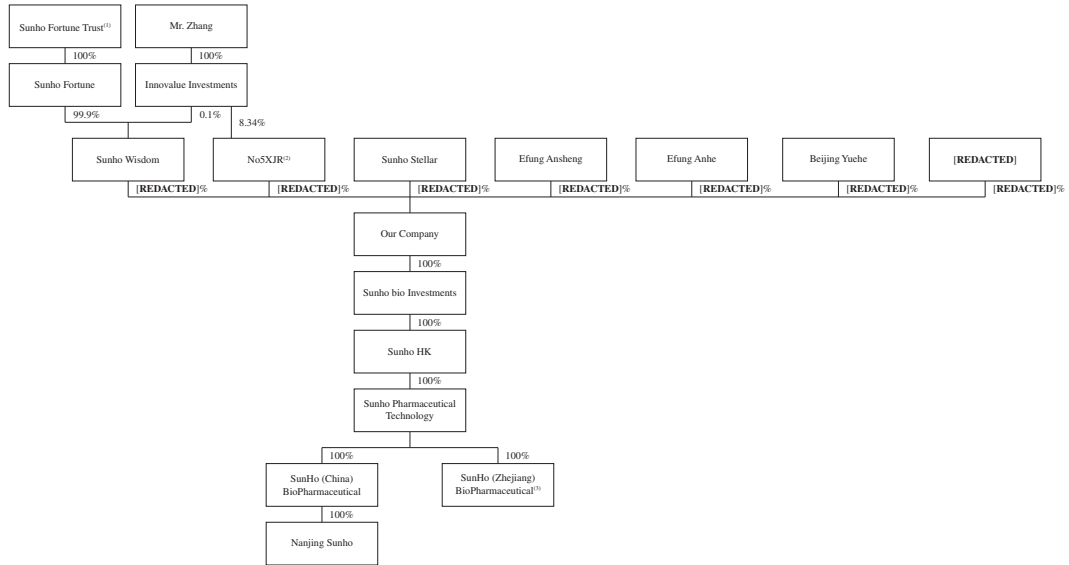 Sunho Fortune Trust(1)
Mr. Zhang
100%
100%
Sunho Fortune
Innovalue Investments
99.9%
0.1%
8.34%
Sunho Wisdom
No5XJR(2)
Sunho Stellar
Efung Ansheng
Efung Anhe
Beijing Yuehe
[REDACTED]
[REDACTED]%
[REDACTED]%
[REDACTED]%
[REDACTED]%
[REDACTED]%
[REDACTED]%
[REDACTED]%
Our Company
100%
Sunho bio Investments
100%
Sunho HK
100%
Sunho Pharmaceutical
Technology
100%
100%
SunHo (China)
BioPharmaceutical
SunHo (Zhejiang)
BioPharmaceutical(3)
100%
Nanjing Sunho